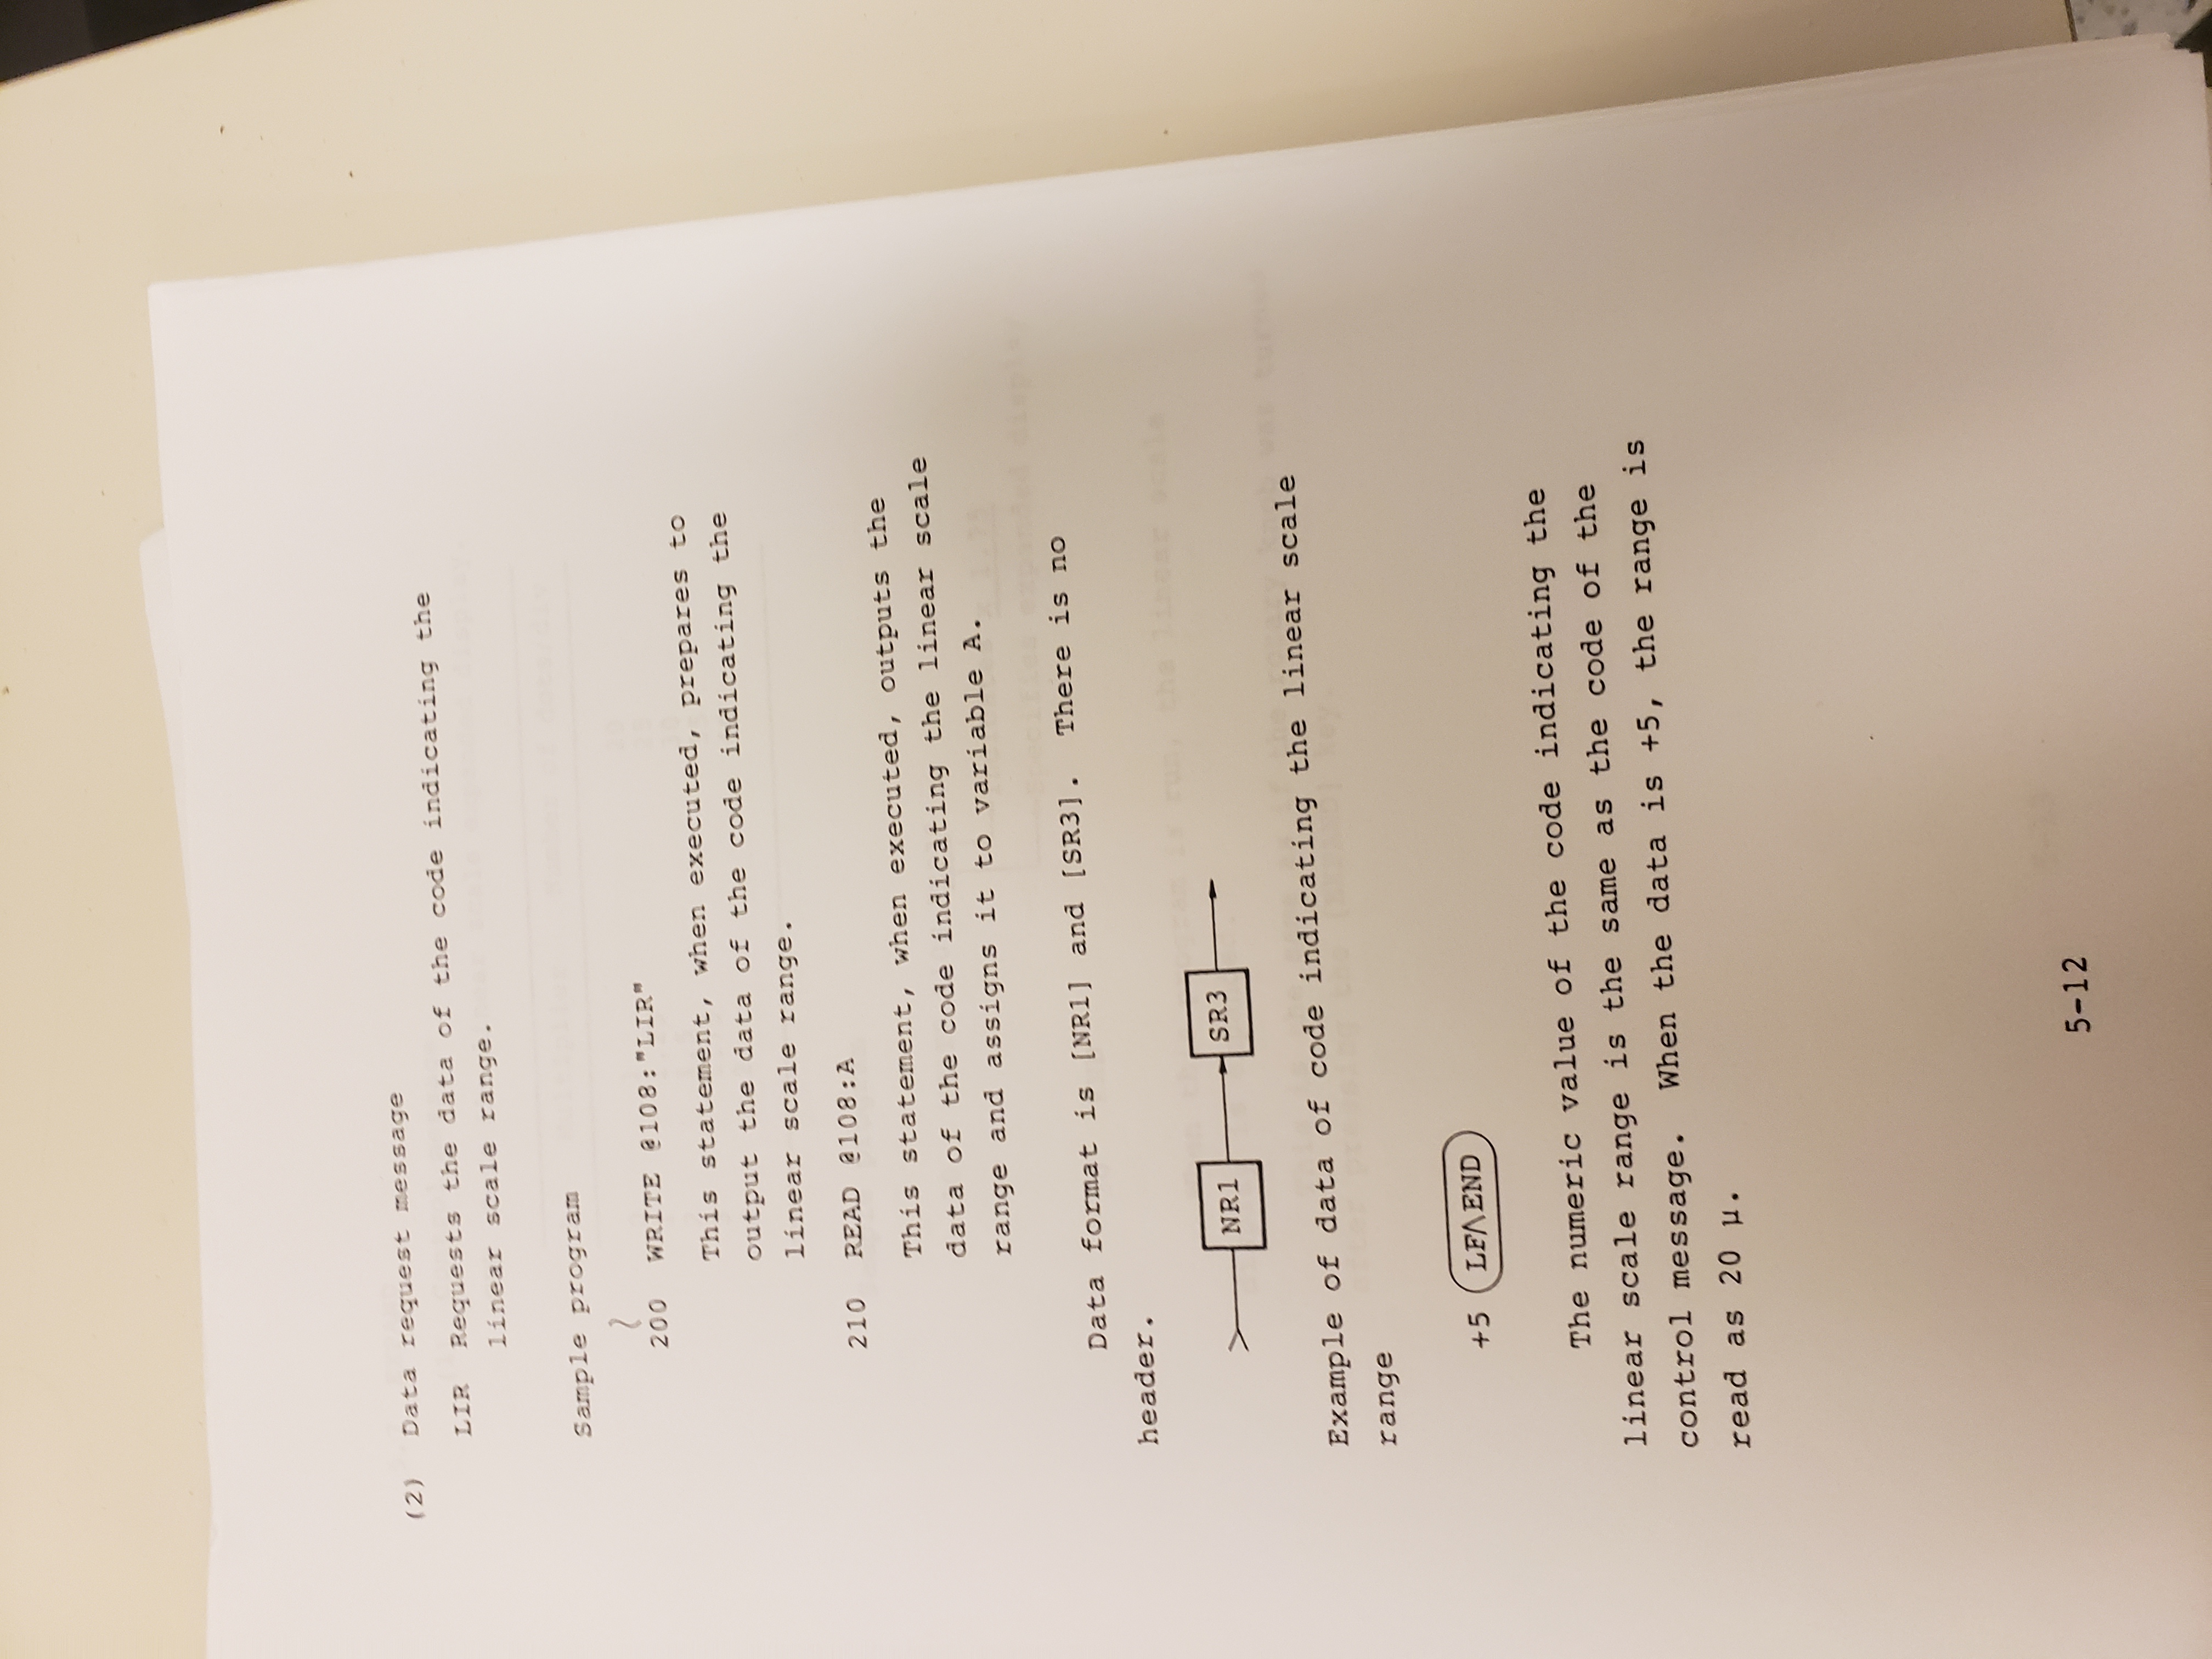 (2) Data request message
LIR Requests the data of the code indicating the
linear scale range.
Sample program
200 WRITE @108:"LIR"
This statement, when executed, prepares to
output the data of the code indicating the
linear scale range.
210 READ @108:A
This statement, when executed, outputs the
data of the code indicating the linear scale
range and assigns it to variable A.
Data format is [NR1] and [SR3]. There is no
header.
NR1 SR3
Example of data of code indicating the linear scale
range
+5 LF∧END
The numeric value of the code indicating the
linear scale range is the same as the code of the
control message. When the data is +5, the range is
read as 20 μ.
5-12